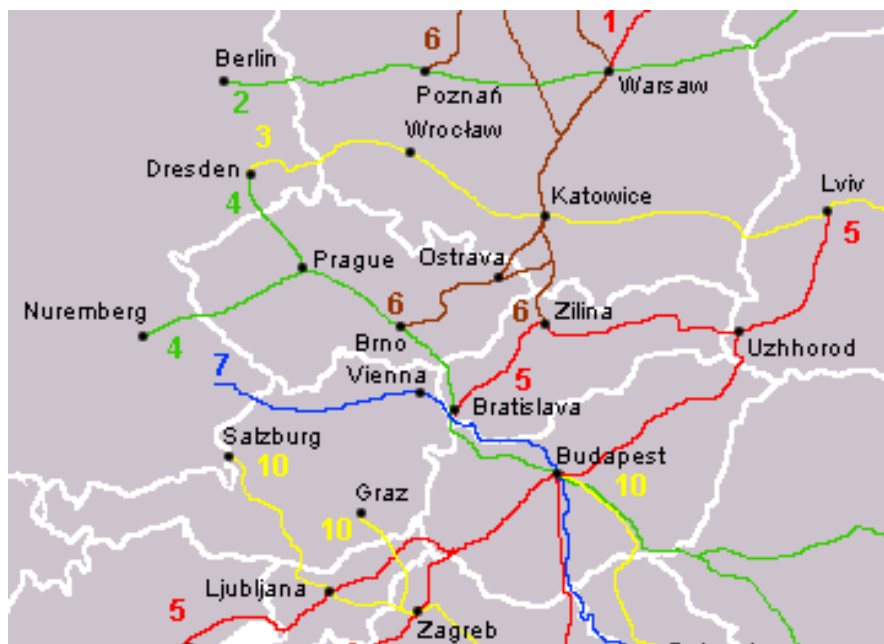 1
6
Berlin
Poznań
Warsaw
2
3
Wrocław
Dresden
4
Katowice
Lviv
5
Prague
Ostrava
Nuremberg
6
6
Zilina
4
Brno
Uzhhorod
7
Vienna
5
Bratislava
Salzburg
10
Budapest
10
Graz
10
Ljubljana
5
Zagreb